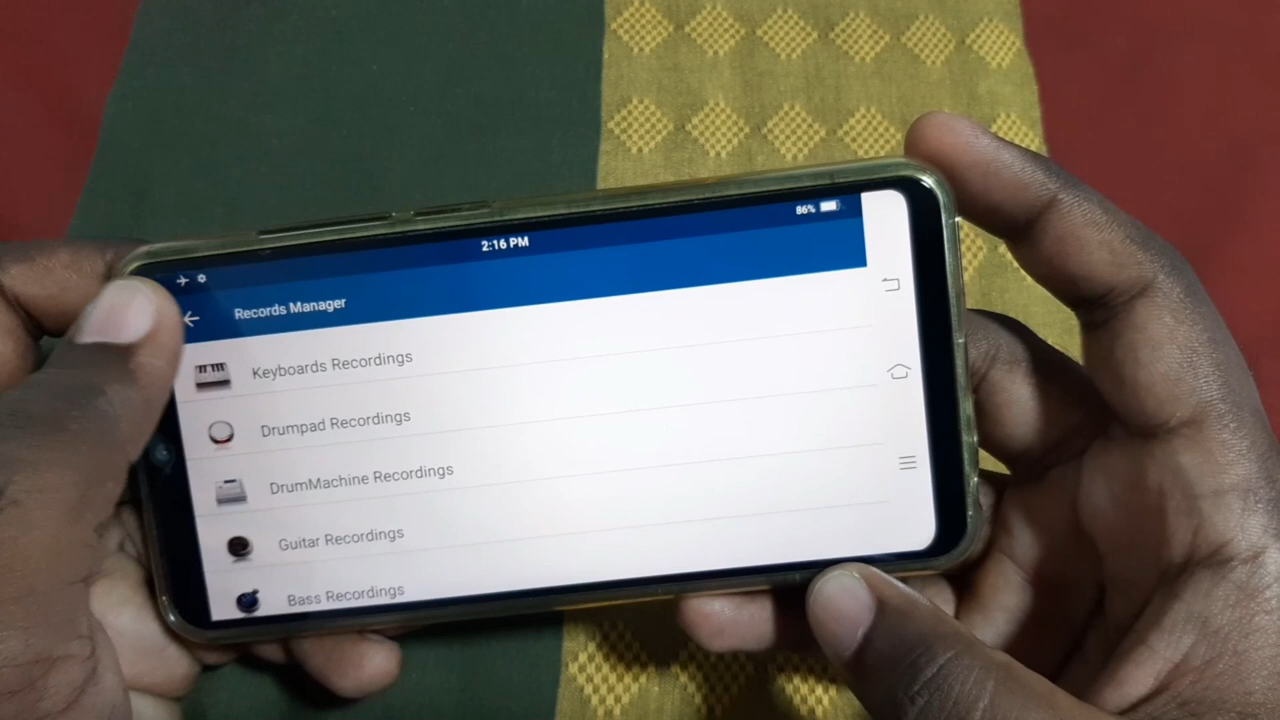 2:16 PM
86%
Records Manager
Keyboards Recordings
Drumpad Recordings
DrumMachine Recordings
Guitar Recordings
Bass Recordings